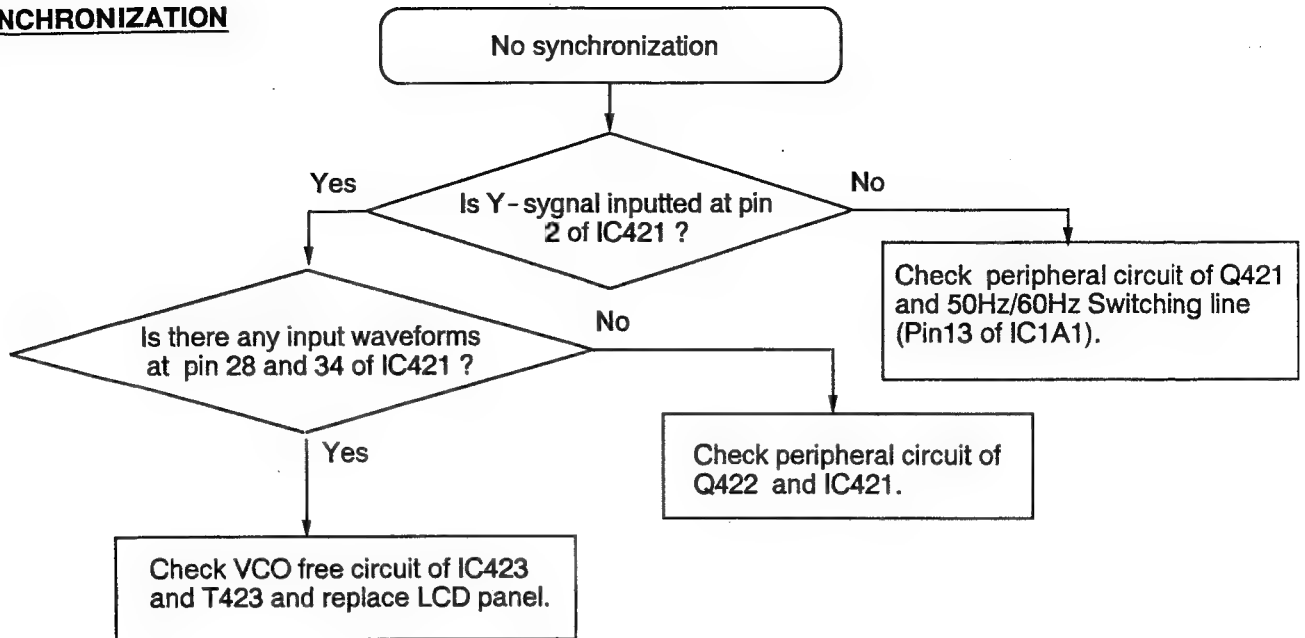 NCHRONIZATION
No synchronization
Yes
No
Is Y-sygnal inputted at pin
2 of IC421 ?
Check peripheral circuit of Q421
and 50Hz/60Hz Switching line
(Pin13 of IC1A1).
Is there any input waveforms
at pin 28 and 34 of IC421 ?
No
Yes
Check peripheral circuit of
Q422 and IC421.
Check VCO free circuit of IC423
and T423 and replace LCD panel.